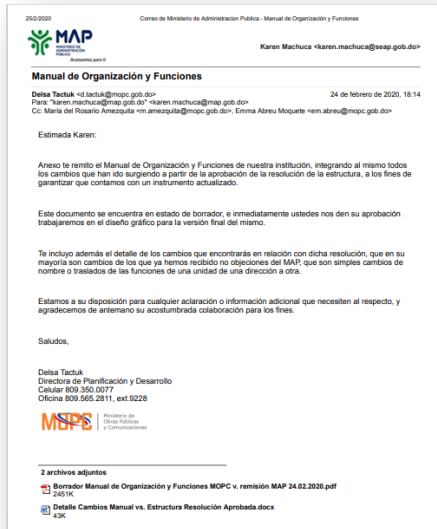 25/2/2020
Correo de Ministerio de Administracion Publica - Manual de Organización y Funciones
MAP
MINISTERIO DE
ADMINISTRACIÓN
PÚBLICA
Avanzamos para ti
Karen Machuca <karen.machuca@seap.gob.do>
Manual de Organización y Funciones
Delsa Tactuk <d.tactuk@mopc.gob.do>
24 de febrero de 2020, 18:14
Para: "karen.machuca@map.gob.do" <karen.machuca@map.gob.do>
Cc: María del Rosario Amezquita <m.amezquita@mopc.gob.do>, Emma Abreu Moquete <em.abreu@mopc.gob.do>
Estimada Karen:
Anexo te remito el Manual de Organización y Funciones de nuestra institución, integrando al mismo todos
los cambios que han ido surgiendo a partir de la aprobación de la resolución de la estructura, a los fines de
garantizar que contamos con un instrumento actualizado.
Este documento se encuentra en estado de borrador, e inmediatamente ustedes nos den su aprobación
trabajaremos en el diseño gráfico para la versión final del mismo.
Te incluyo además el detalle de los cambios que encontrarás en relación con dicha resolución, que en su
mayoría son cambios de los que ya hemos recibido no objeciones del MAP, que son simples cambios de
nombre o traslados de las funciones de una unidad de una dirección a otra.
Estamos a su disposición para cualquier aclaración o información adicional que necesiten al respecto, y
agradecemos de antemano su acostumbrada colaboración para los fines.
Saludos,
Delsa Tactuk
Directora de Planificación y Desarrollo
Celular 809.350.0077
Oficina 809.565.2811, ext.9228
MOPC
Ministerio de
Obras Públicas
y Comunicaciones
2 archivos adjuntos
Borrador Manual de Organización y Funciones MOPC v. remisión MAP 24.02.2020.pdf
2451K
Detalle Cambios Manual vs. Estructura Resolución Aprobada.docx
43K